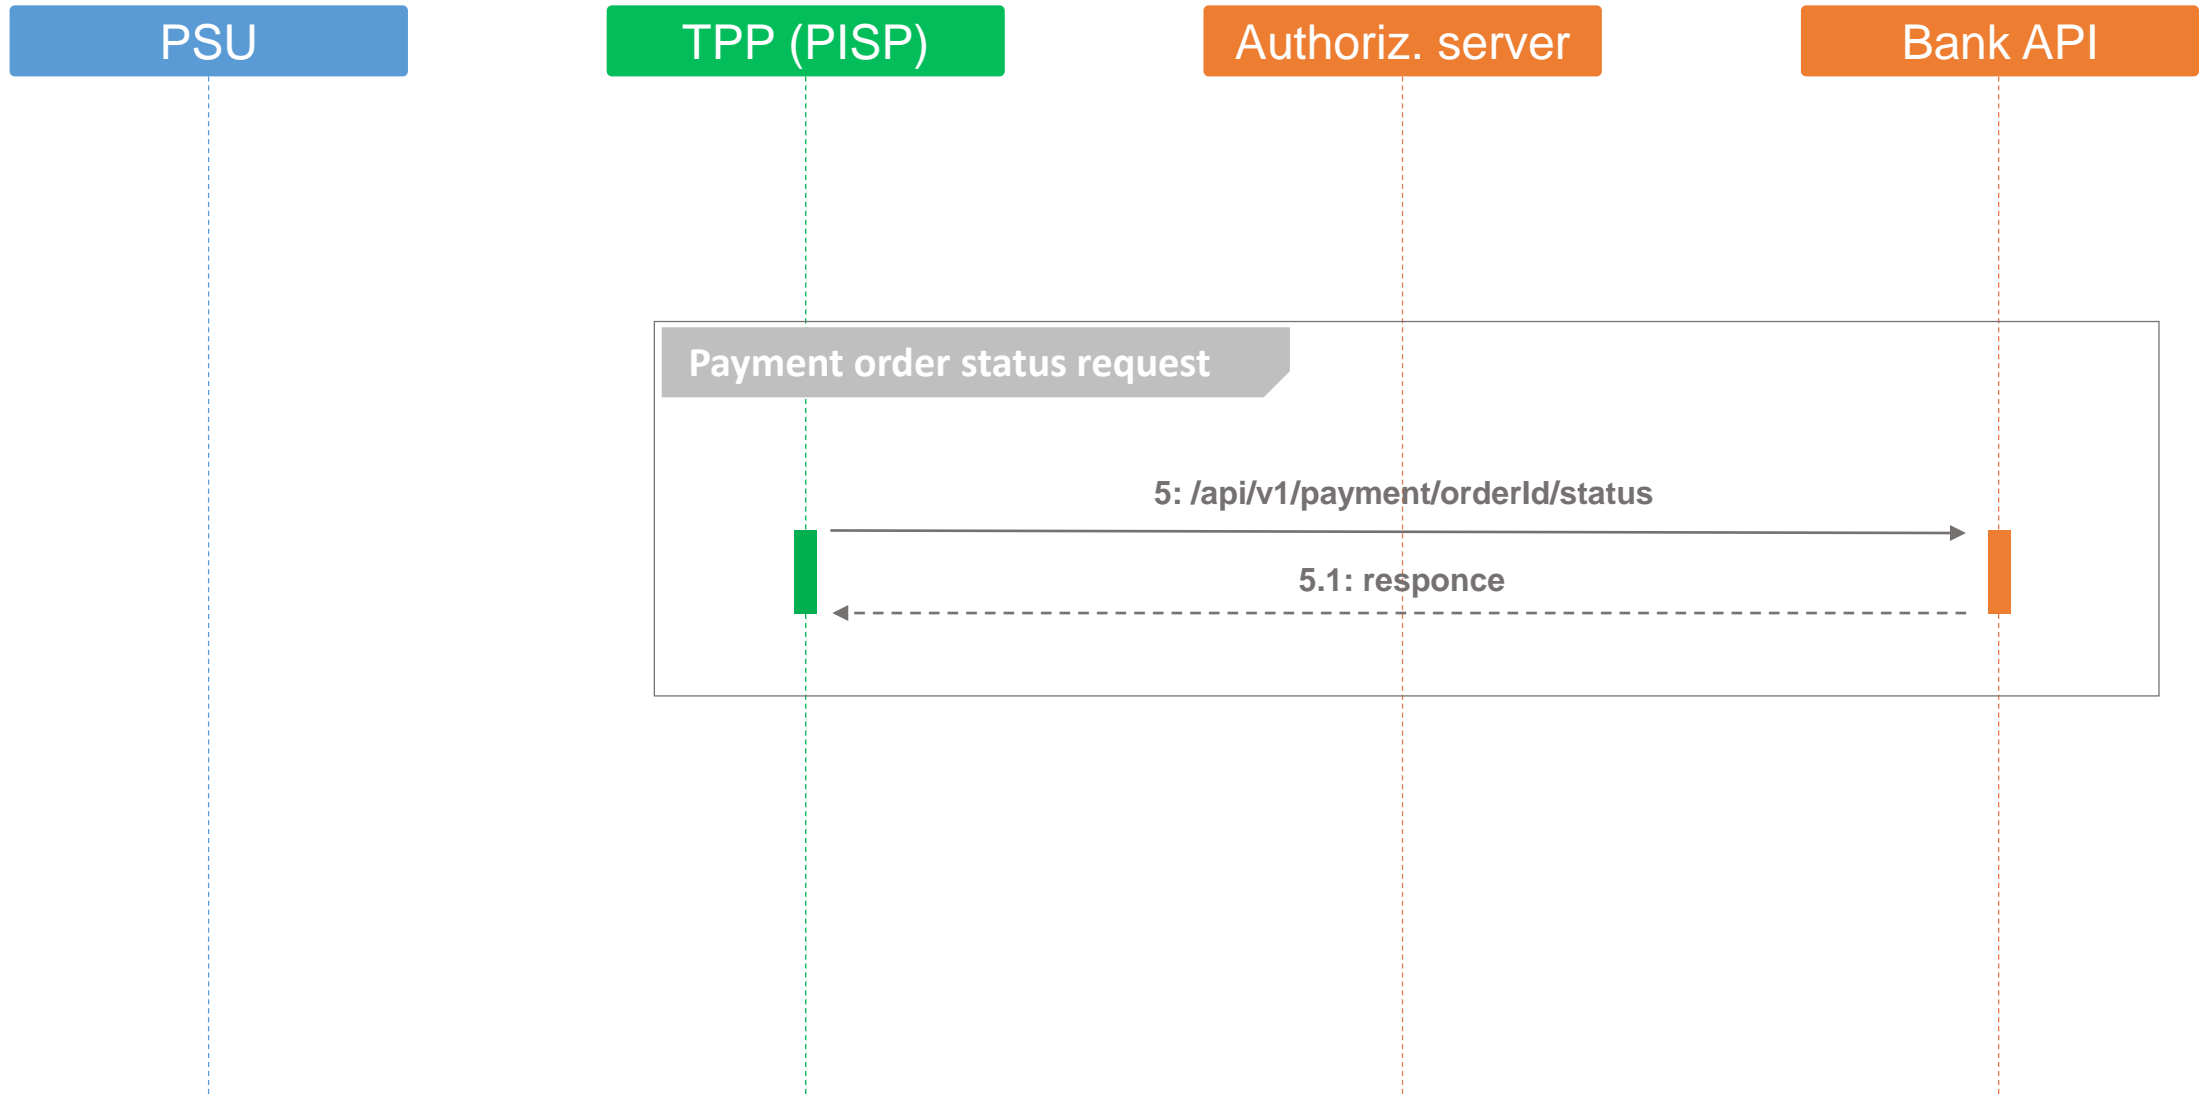 PSU
TPP (PISP)
Authoriz. server
Bank API
Payment order status request
5: /api/v1/payment/orderId/status
5.1: responce